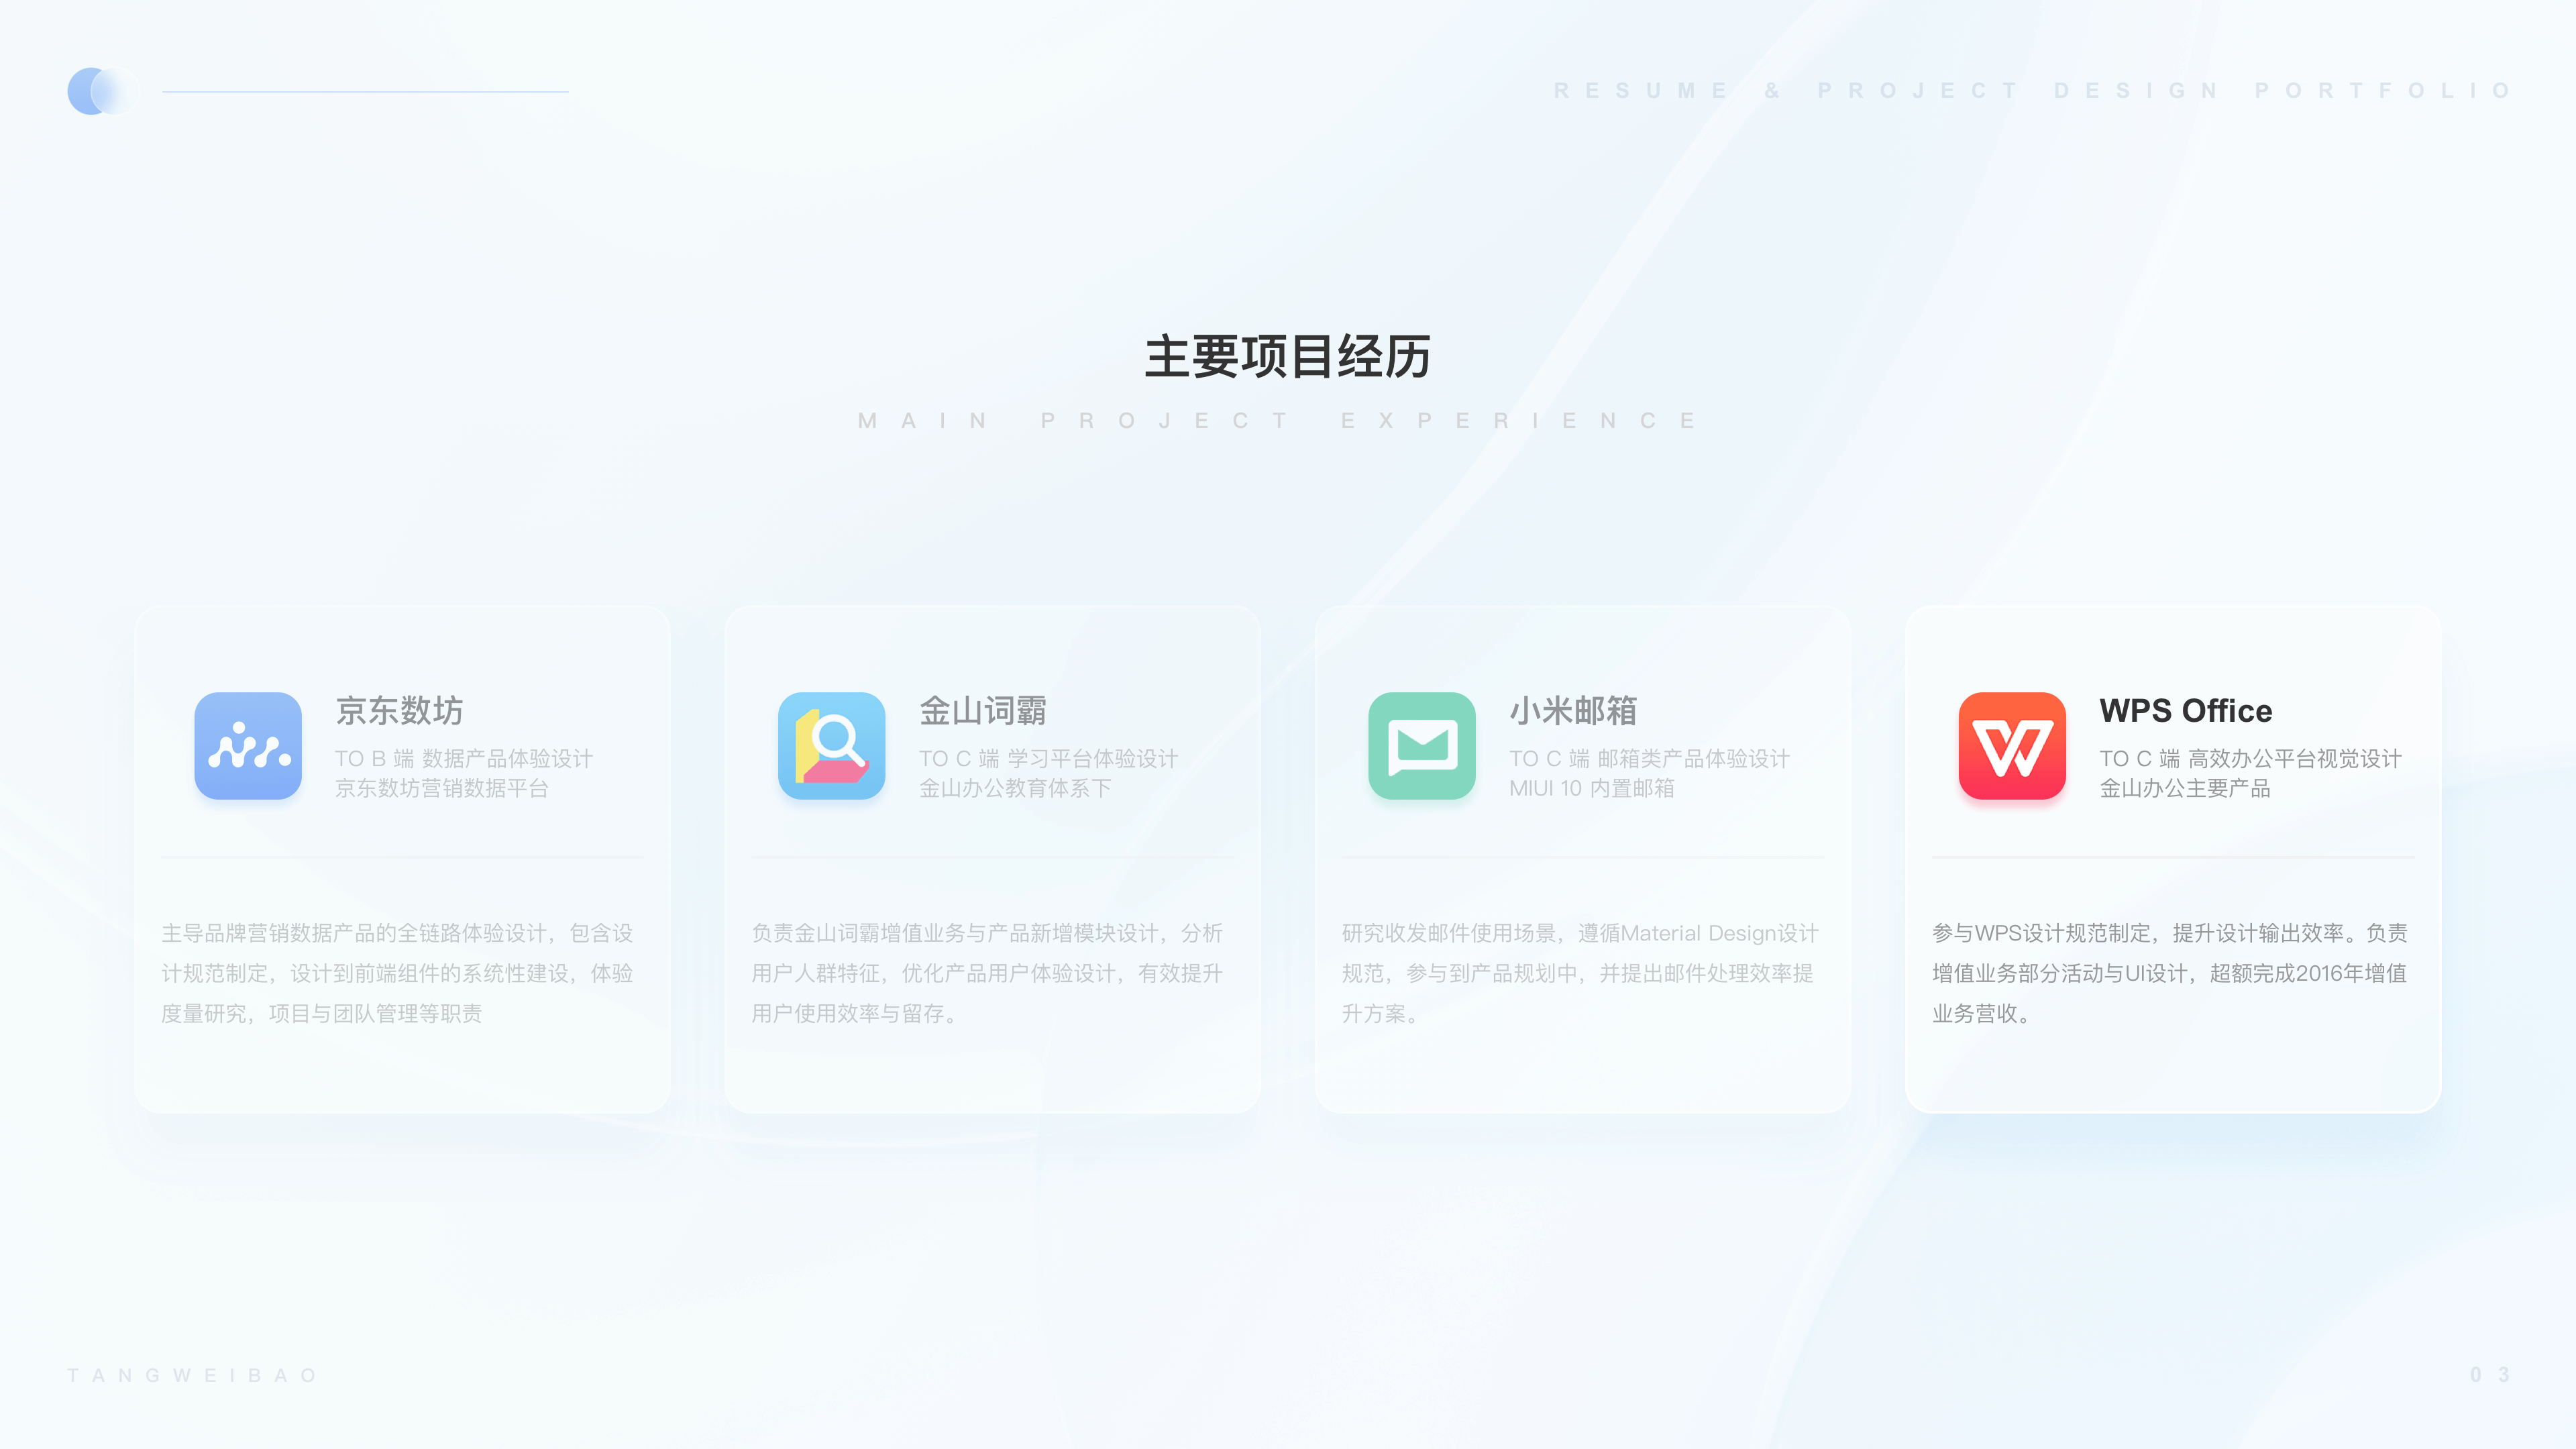 RESUME & PROJECT DESIGN PORTFOLIO
主要项目经历
MAIN PROJECT EXPERIENCE
京东数坊
TO B 端 数据产品体验设计
京东数坊营销数据平台
主导品牌营销数据产品的全链路体验设计，包含设
计规范制定，设计到前端组件的系统性建设，体验
度量研究，项目与团队管理等职责
金山词霸
TO C 端 学习平台体验设计
金山办公教育体系下
负责金山词霸增值业务与产品新增模块设计，分析
用户人群特征，优化产品用户体验设计，有效提升
用户使用效率与留存。
小米邮箱
TO C 端 邮箱类产品体验设计
MIUI 10 内置邮箱
研究收发邮件使用场景，遵循Material Design设计
规范，参与到产品规划中，并提出邮件处理效率提
升方案。
WPS Office
TO C 端 高效办公平台视觉设计
金山办公主要产品
参与WPS设计规范制定，提升设计输出效率。负责
增值业务部分活动与UI设计，超额完成2016年增值
业务营收。
TANGWEIBAO
03